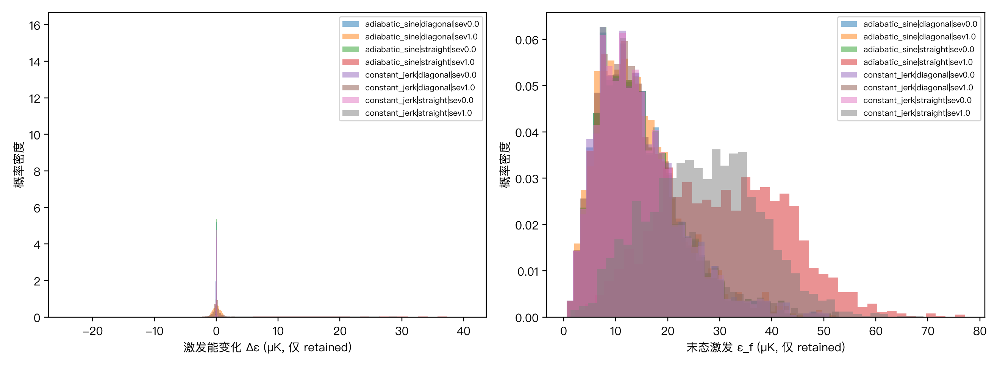 16
14
12
10
8
6
4
2
0
概率密度
−20
−10
0
10
20
30
40
激发能变化 Δε (μK, 仅 retained)
adiabatic_sine|diagonal|sev0.0
adiabatic_sine|diagonal|sev1.0
adiabatic_sine|straight|sev0.0
adiabatic_sine|straight|sev1.0
constant_jerk|diagonal|sev0.0
constant_jerk|diagonal|sev1.0
constant_jerk|straight|sev0.0
constant_jerk|straight|sev1.0
0.06
0.05
0.04
0.03
0.02
0.01
0.00
概率密度
0
10
20
30
40
50
60
70
80
末态激发 ε_f (μK, 仅 retained)
adiabatic_sine|diagonal|sev0.0
adiabatic_sine|diagonal|sev1.0
adiabatic_sine|straight|sev0.0
adiabatic_sine|straight|sev1.0
constant_jerk|diagonal|sev0.0
constant_jerk|diagonal|sev1.0
constant_jerk|straight|sev0.0
constant_jerk|straight|sev1.0